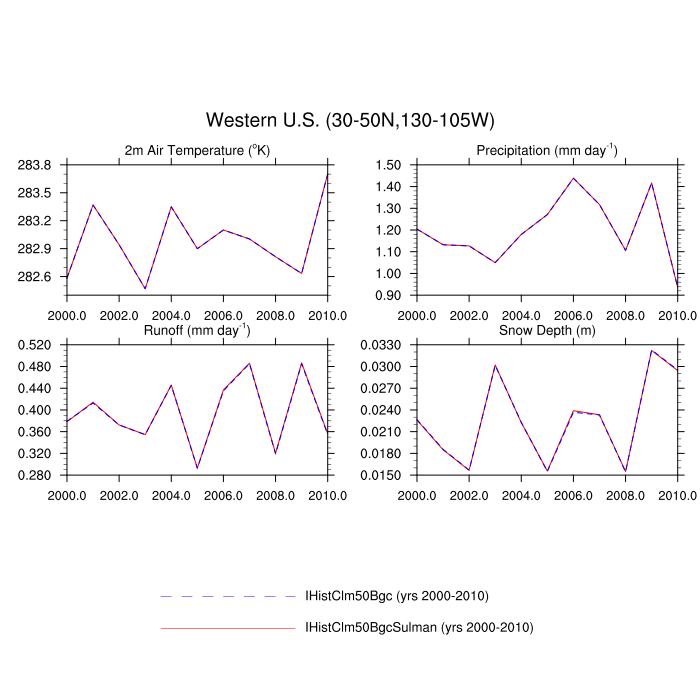 Western U.S. (30-50N,130-105W)
2m Air Temperature (°K)
Precipitation (mm day⁻¹)
283.8
283.5
283.2
282.9
282.6
2000.0 2002.0 2004.0 2006.0 2008.0 2010.0
1.50
1.40
1.30
1.20
1.10
1.00
0.90
2000.0 2002.0 2004.0 2006.0 2008.0 2010.0
Runoff (mm day⁻¹)
Snow Depth (m)
0.520
0.480
0.440
0.400
0.360
0.320
0.280
2000.0 2002.0 2004.0 2006.0 2008.0 2010.0
0.0330
0.0300
0.0270
0.0240
0.0210
0.0180
0.0150
2000.0 2002.0 2004.0 2006.0 2008.0 2010.0
IHistClm50Bgc (yrs 2000-2010)
IHistClm50BgcSulman (yrs 2000-2010)